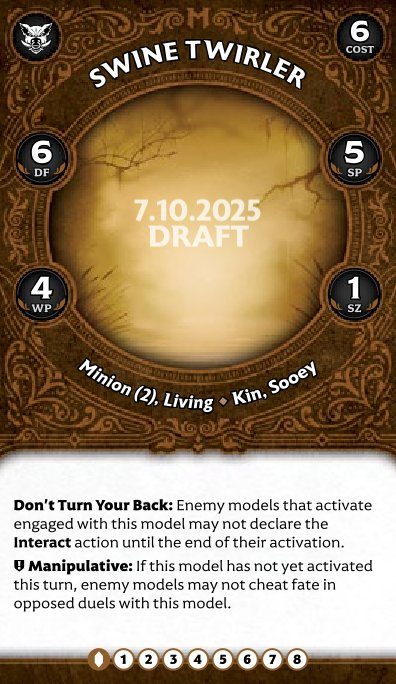 M
SWINE TWIRLER
6
COST
6
DF
5
SP
7.10.2025
DRAFT
4
WP
1
SZ
Minion (2), Living ◆ Kin, Sooey
Don't Turn Your Back: Enemy models that activate
engaged with this model may not declare the
Interact action until the end of their activation.
Manipulative: If this model has not yet activated
this turn, enemy models may not cheat fate in
opposed duels with this model.
1 2 3 4 5 6 7 8